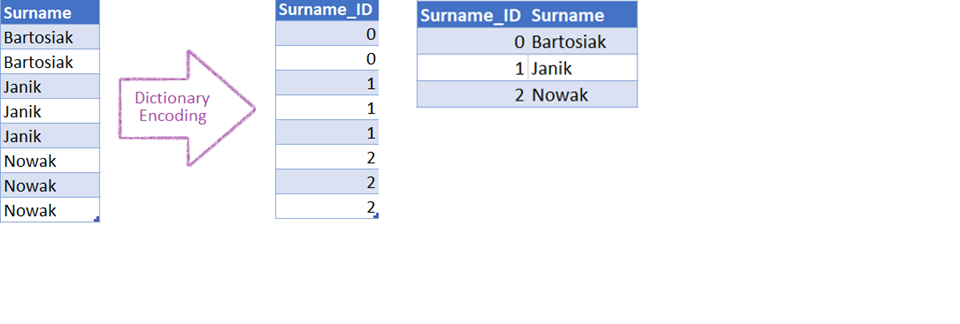 Surname
Bartosiak
Bartosiak
Janik
Janik
Janik
Nowak
Nowak
Nowak
Dictionary
Encoding
Surname_ID
0
0
1
1
1
2
2
2
Surname_ID Surname
0 Bartosiak
1 Janik
2 Nowak